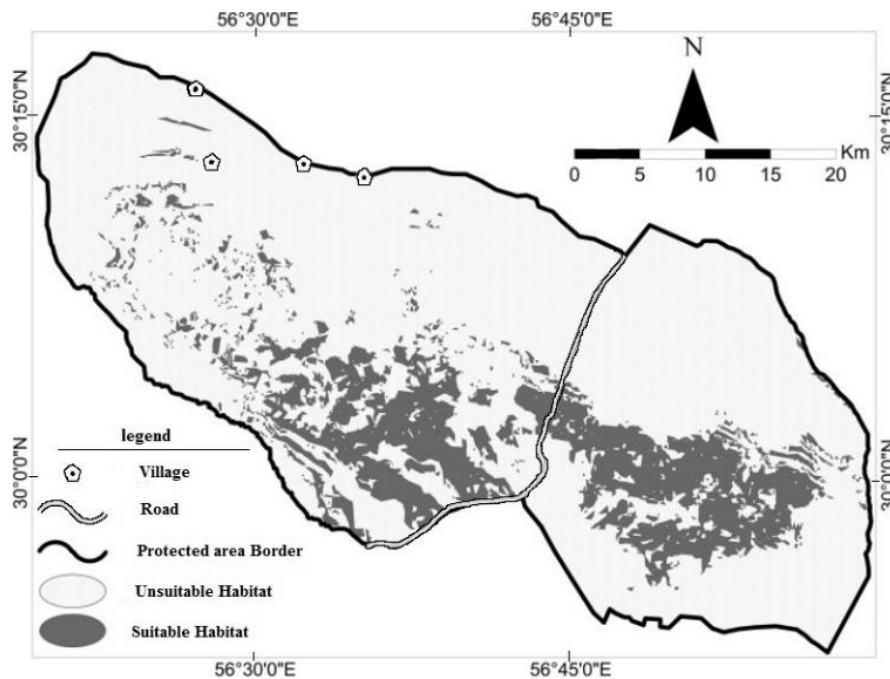 56°30'0"E 56°45'0"E
30°15'0"N 30°15'0"N
N
Km
0 5 10 15 20
legend
Village
Road
Protected area Border
Unsuitable Habitat
Suitable Habitat
30°0'0"N 30°0'0"N
56°30'0"E 56°45'0"E